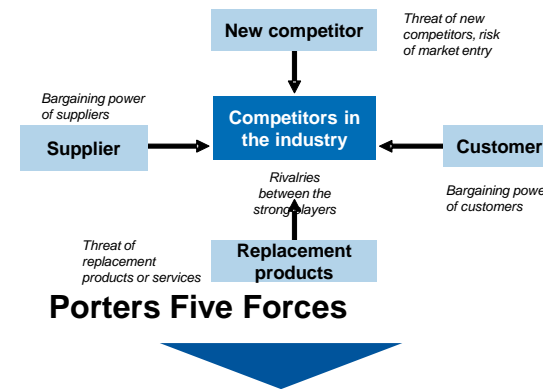 New competitor
Threat of new
competitors, risk
of market entry
Bargaining power
of suppliers
Supplier
Competitors in
the industry
Customer
Rivalries
between the
strong players
Bargaining powe
of customers
Threat of
replacement
products or services
Replacement
products
Porters Five Forces